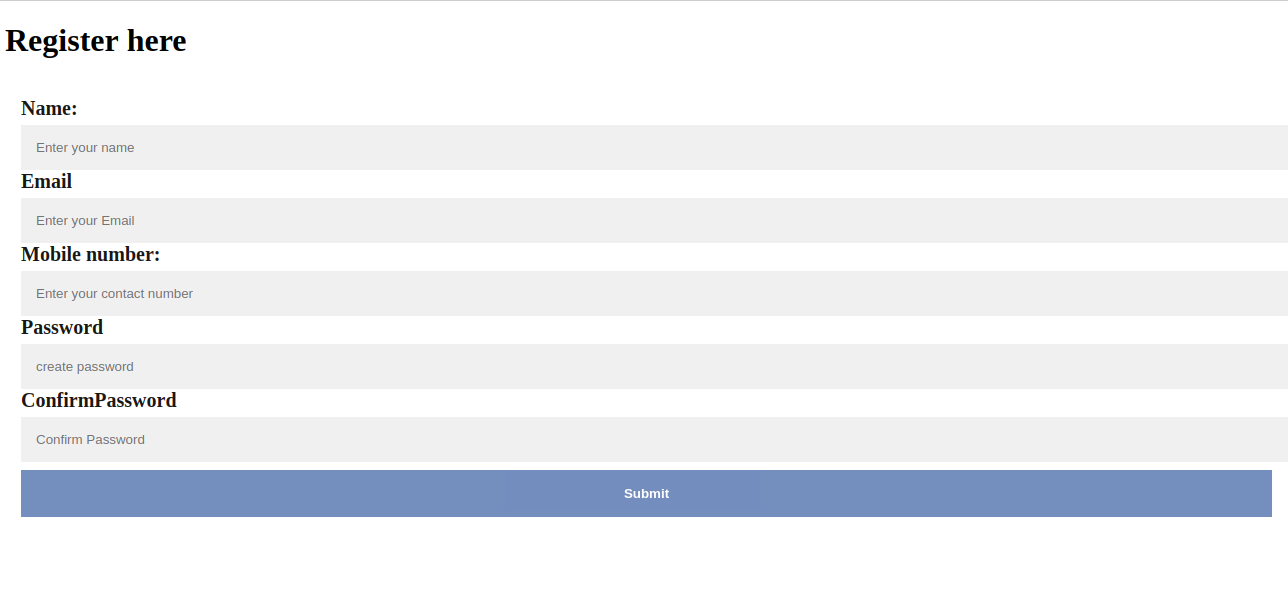 Register here
Name:
Enter your name
Email
Enter your Email
Mobile number:
Enter your contact number
Password
create password
ConfirmPassword
Confirm Password
Submit